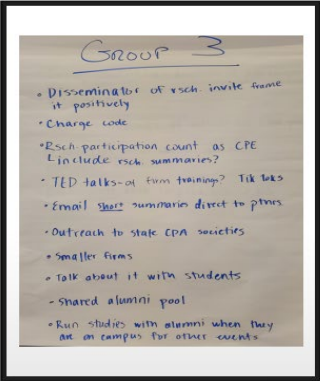 GROUP 3
• Disseminator of rsch. invite frame
it positively
• Charge code
• Rsch. participation count as CPE
└ include rsch. summaries?
• TED talks - at firm trainings? Tik toks
• Email short summaries direct to ptnrs
• Outreach to state CPA societies
• Smaller firms
• Talk about it with students
- Shared alumni pool
• Run studies with alumni when they
are on campus for other events